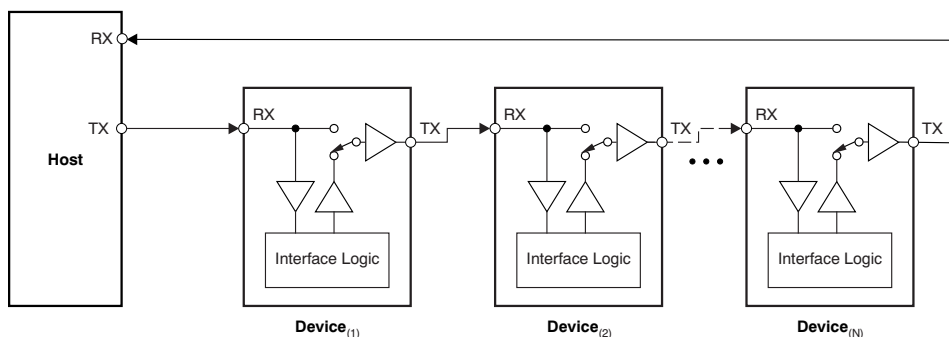 RX
TX
Host
RX
TX
Interface Logic
Device(1)
RX
TX
Interface Logic
Device(2)
•••
RX
TX
Interface Logic
Device(N)